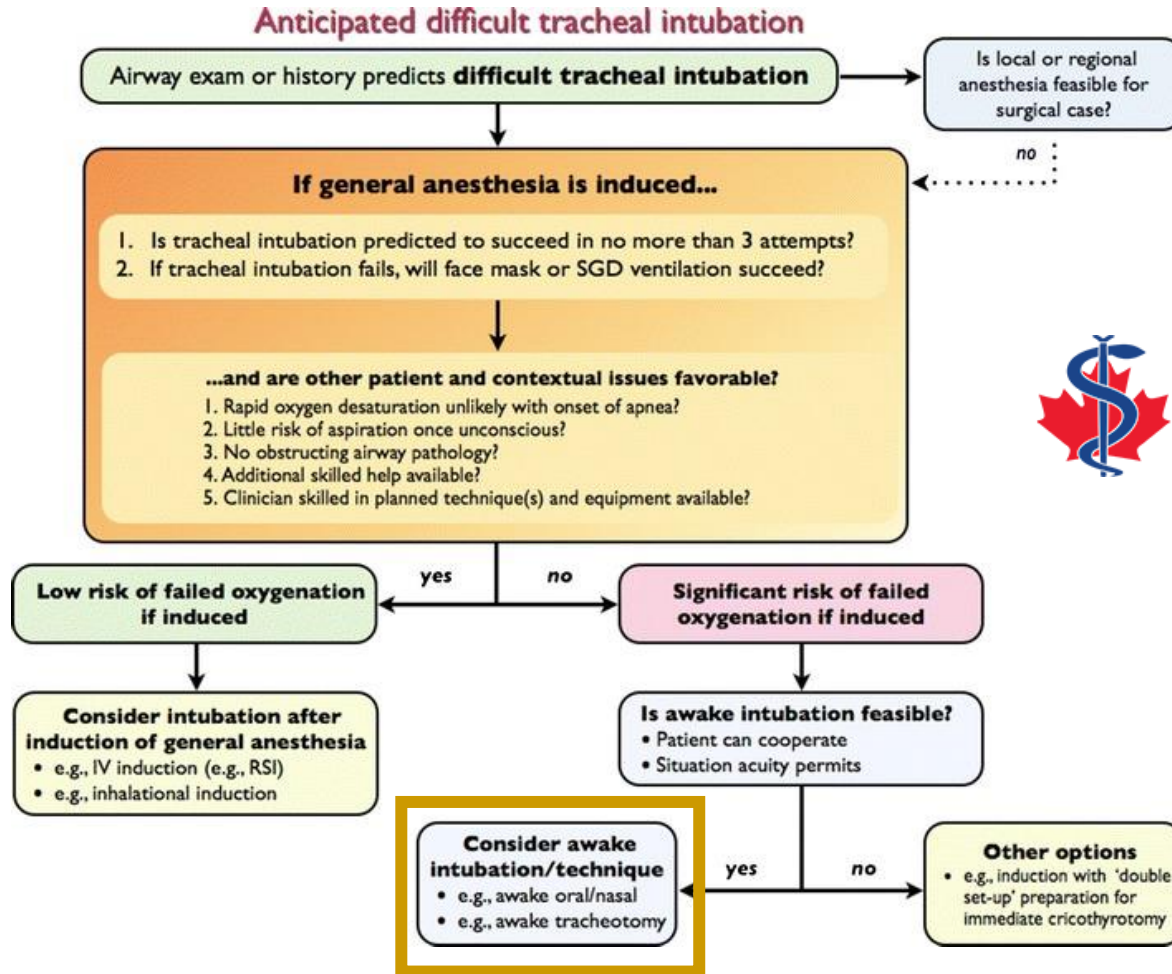 Anticipated difficult tracheal intubation
Airway exam or history predicts difficult tracheal intubation
Is local or regional
anesthesia feasible for
surgical case?
no
If general anesthesia is induced...
1. Is tracheal intubation predicted to succeed in no more than 3 attempts?
2. If tracheal intubation fails, will face mask or SGD ventilation succeed?
...and are other patient and contextual issues favorable?
1. Rapid oxygen desaturation unlikely with onset of apnea?
2. Little risk of aspiration once unconscious?
3. No obstructing airway pathology?
4. Additional skilled help available?
5. Clinician skilled in planned technique(s) and equipment available?
yes
no
Low risk of failed oxygenation
if induced
Significant risk of failed
oxygenation if induced
Consider intubation after
induction of general anesthesia
• e.g., IV induction (e.g., RSI)
• e.g., inhalational induction
Is awake intubation feasible?
• Patient can cooperate
• Situation acuity permits
yes
no
Consider awake
intubation/technique
• e.g., awake oral/nasal
• e.g., awake tracheotomy
Other options
• e.g., induction with 'double
set-up' preparation for
immediate cricothyrotomy